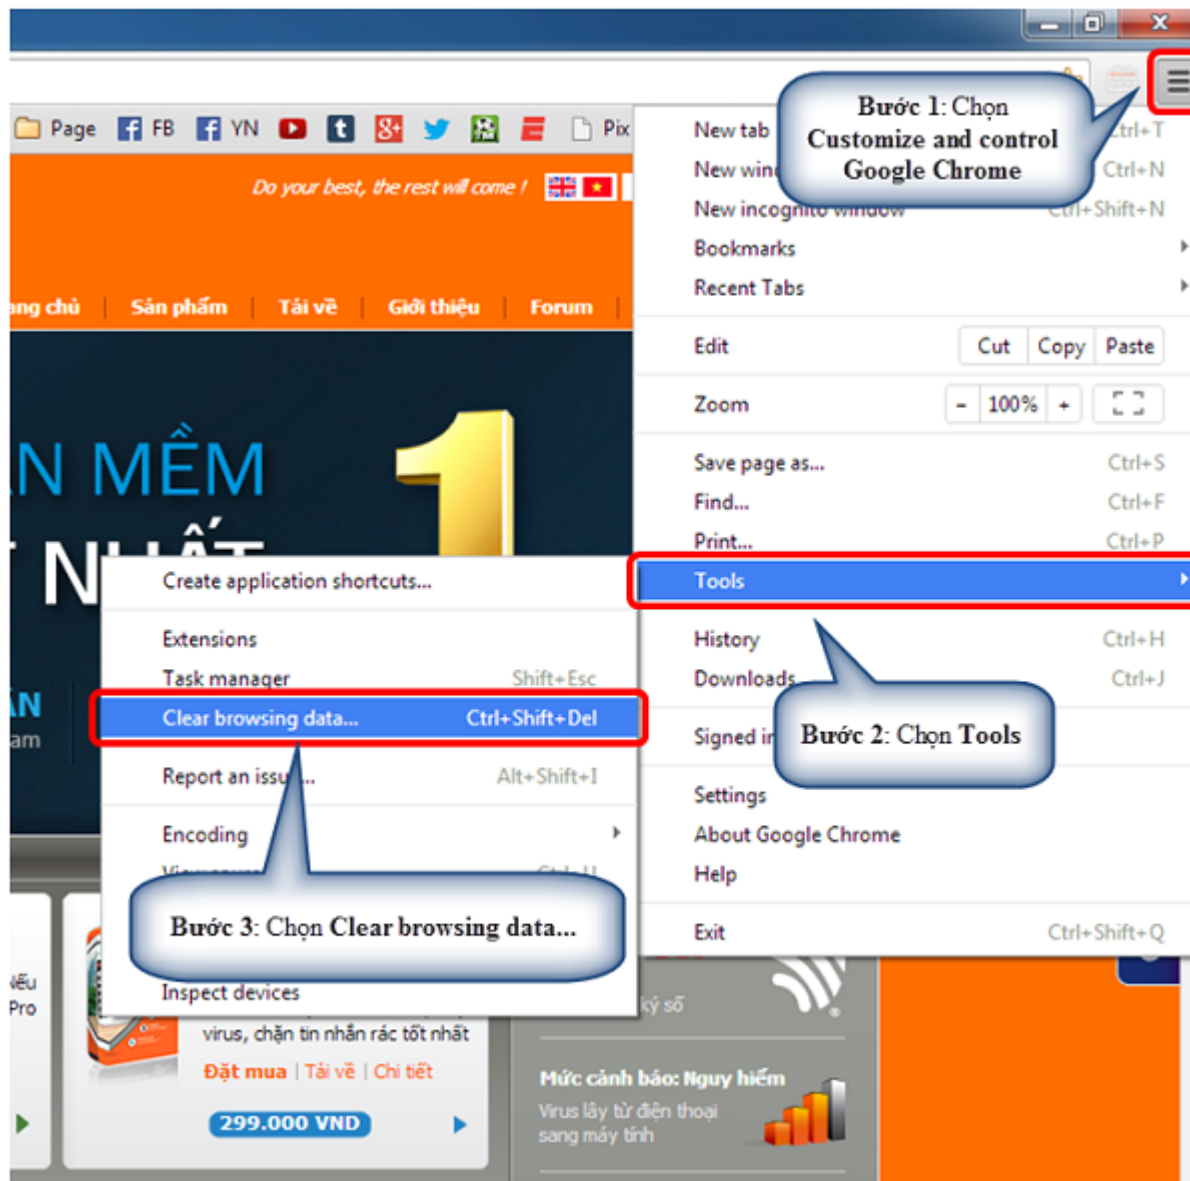 Page FB YN Pix
Bước 1: Chọn
Customize and control
Google Chrome
Do your best, the rest will come !
Sản phẩm | Tải về | Giới thiệu | Forum
MỀM
1
New tab
New
Ctrl+N
New incognito window Ctrl+Shift+N
Bookmarks
Recent Tabs
Edit Cut Copy Paste
Zoom - 100% +
Save page as... Ctrl+S
Find... Ctrl+F
Print... Ctrl+P
Tools
History Ctrl+H
Downloads Ctrl+J
Signed in
Bước 2: Chọn Tools
Settings
About Google Chrome
Help
Exit Ctrl+Shift+Q
Create application shortcuts...
Extensions
Task manager Shift+Esc
Clear browsing data... Ctrl+Shift+Del
Report an issue... Alt+Shift+I
Encoding
Bước 3: Chọn Clear browsing data...
Inspect devices
Nếu
Pro
virus, chặn tin nhắn rác tốt nhất
Đặt mua | Tải về | Chi tiết
299.000 VND
ký số
Mức cảnh báo: Nguy hiểm
Virus lây từ điện thoại
sang máy tính